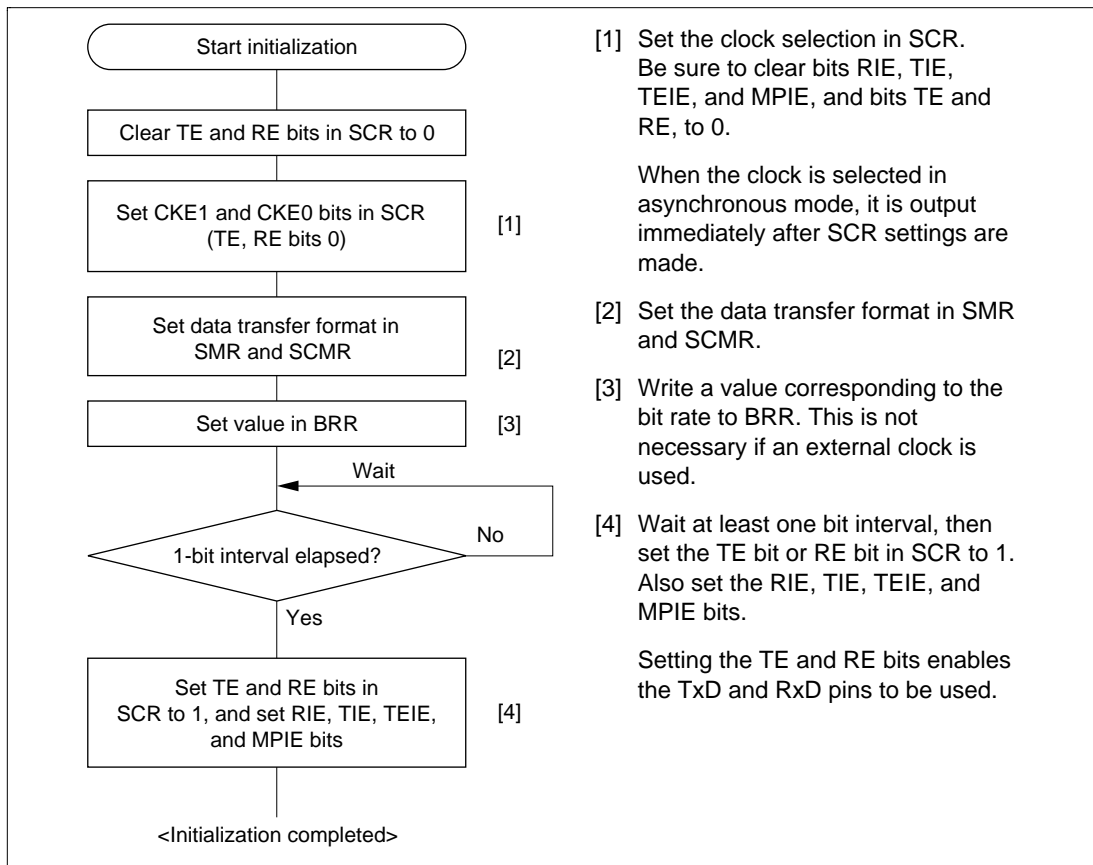 Start initialization
Clear TE and RE bits in SCR to 0
Set CKE1 and CKE0 bits in SCR
(TE, RE bits 0)
[1]
Set data transfer format in
SMR and SCMR
[2]
Set value in BRR
[3]
Wait
1-bit interval elapsed?
No
Yes
Set TE and RE bits in
SCR to 1, and set RIE, TIE, TEIE,
and MPIE bits
[4]
<Initialization completed>
[1] Set the clock selection in SCR.
Be sure to clear bits RIE, TIE,
TEIE, and MPIE, and bits TE and
RE, to 0.
When the clock is selected in
asynchronous mode, it is output
immediately after SCR settings are
made.
[2] Set the data transfer format in SMR
and SCMR.
[3] Write a value corresponding to the
bit rate to BRR. This is not
necessary if an external clock is
used.
[4] Wait at least one bit interval, then
set the TE bit or RE bit in SCR to 1.
Also set the RIE, TIE, TEIE, and
MPIE bits.
Setting the TE and RE bits enables
the TxD and RxD pins to be used.